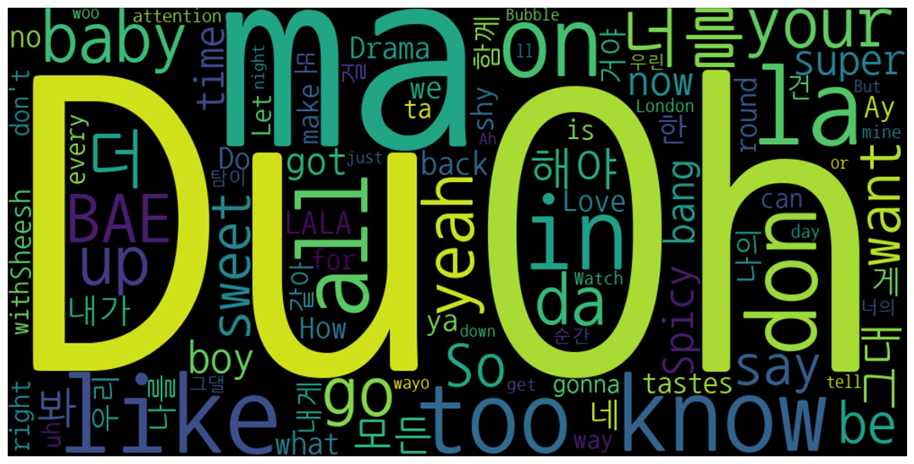 Du
Oh
ma
on
너
를
your
baby
no
woo
attention
time
Let
night
make
Drama
we
ta
shy
함께
Bubble
ll
우린
거야
now
London
super
건
But
Ay
mine
don't
every
더
BAE
up
내가
Do
탐이
got
just
back
Ah
is
해야
한
round
la
or
LALA
all
for
sweet
같아
How
yeah
Love
in
da
Watch
순간
bang
can
나의
day
don
want
게
너의
withSheesh
Spicy
ya
down
boy
그댈
wayo
So
get
gonna
tastes
say
tell
그대
right
uh
봐
like
우리
나를
what
내게
go
모든
too
네
way
know
be